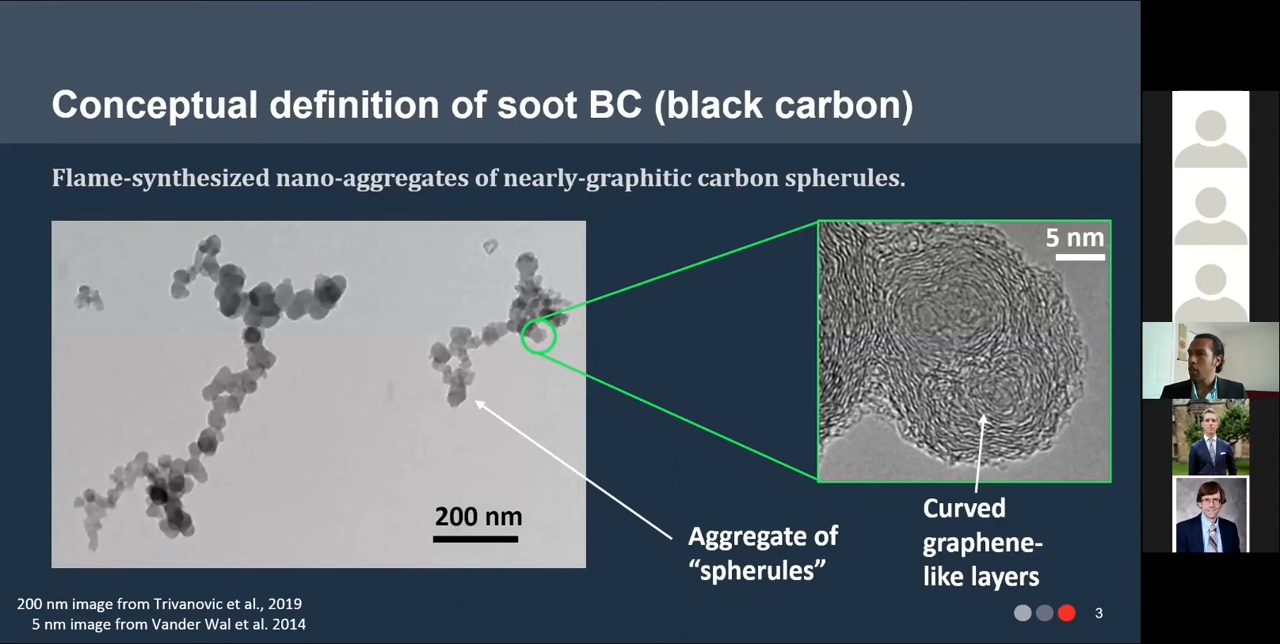 Conceptual definition of soot BC (black carbon)
Flame-synthesized nano-aggregates of nearly-graphitic carbon spherules.
5 nm
200 nm
Aggregate of
“spherules”
Curved
graphene-
like layers
200 nm image from Trivanovic et al., 2019
5 nm image from Vander Wal et al. 2014
3